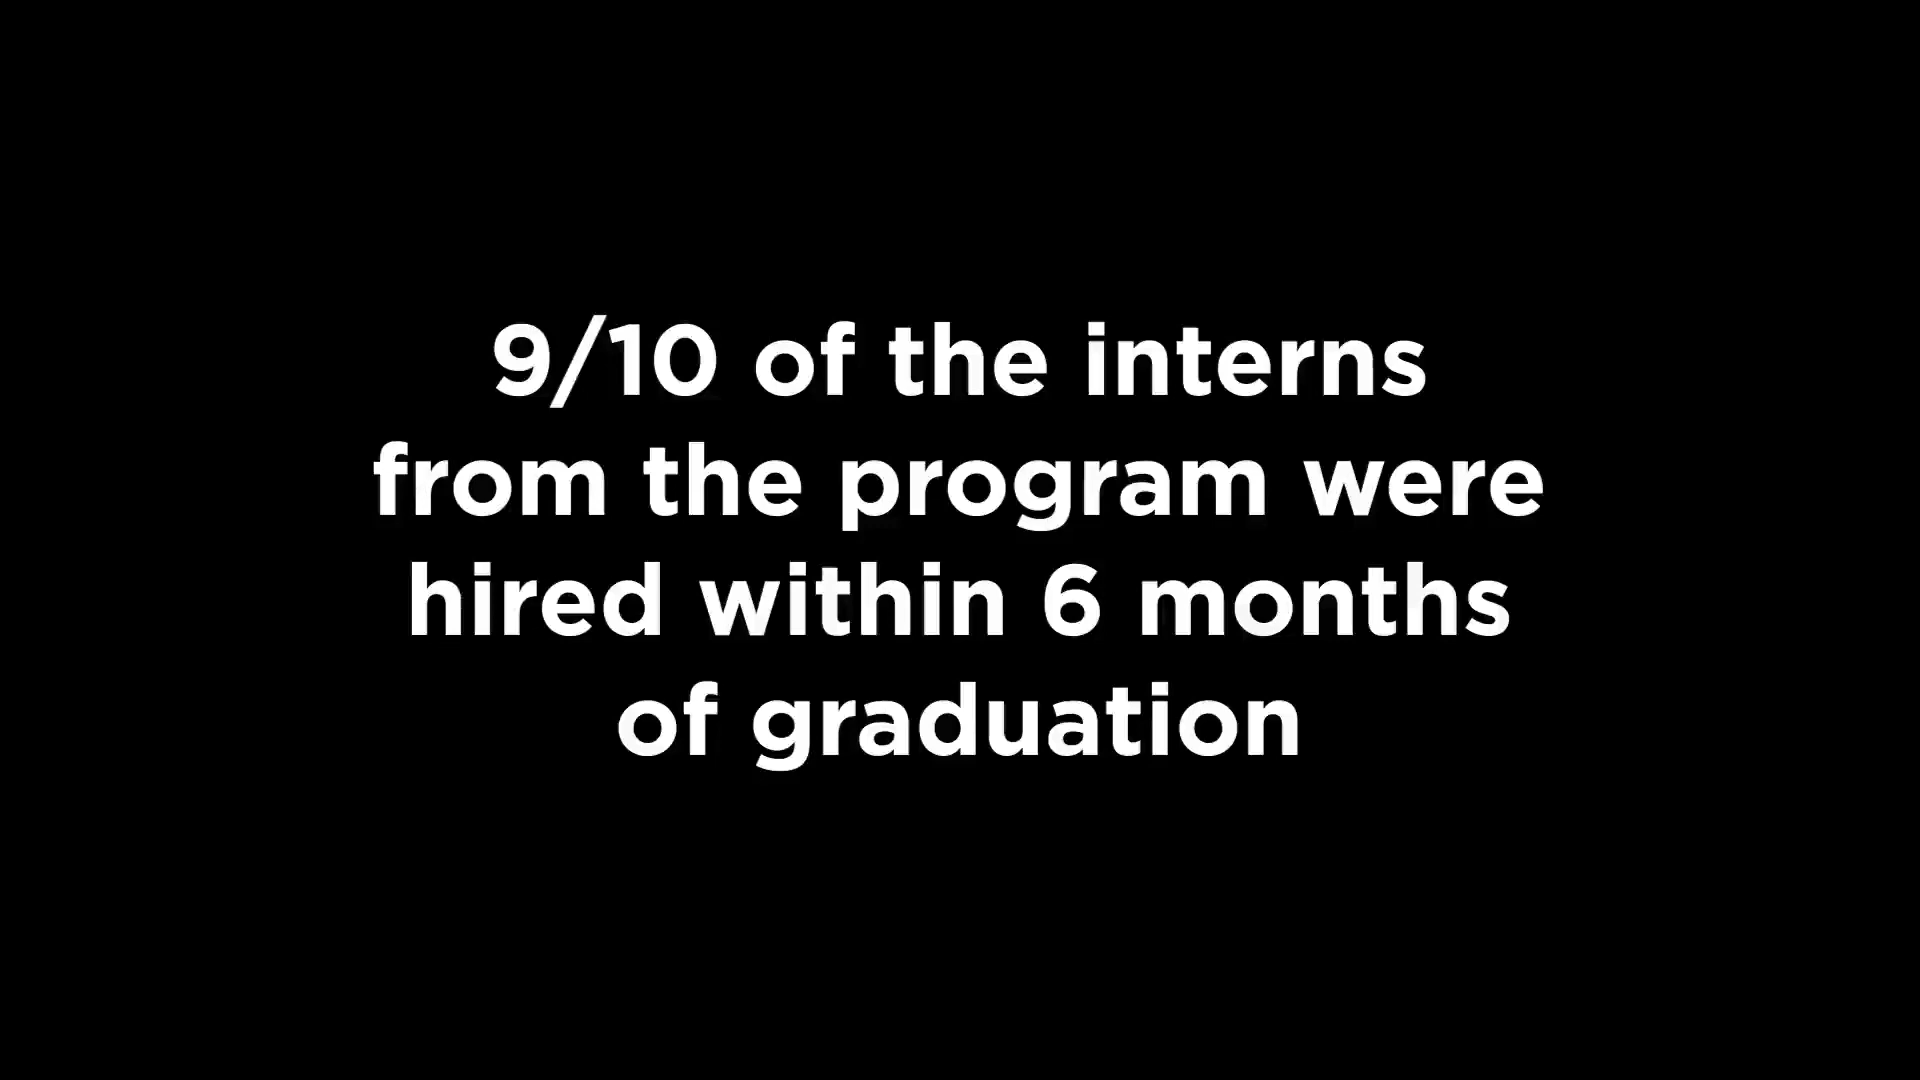 9/10 of the interns
from the program were
hired within 6 months
of graduation